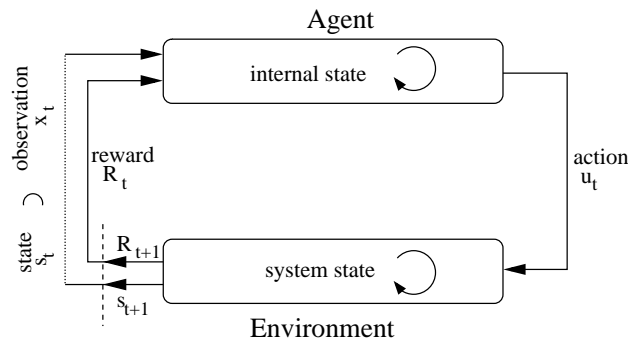 Agent
internal state
observation
x t
reward
R t
action
u t
state
s t
R t+1
system state
s t+1
Environment